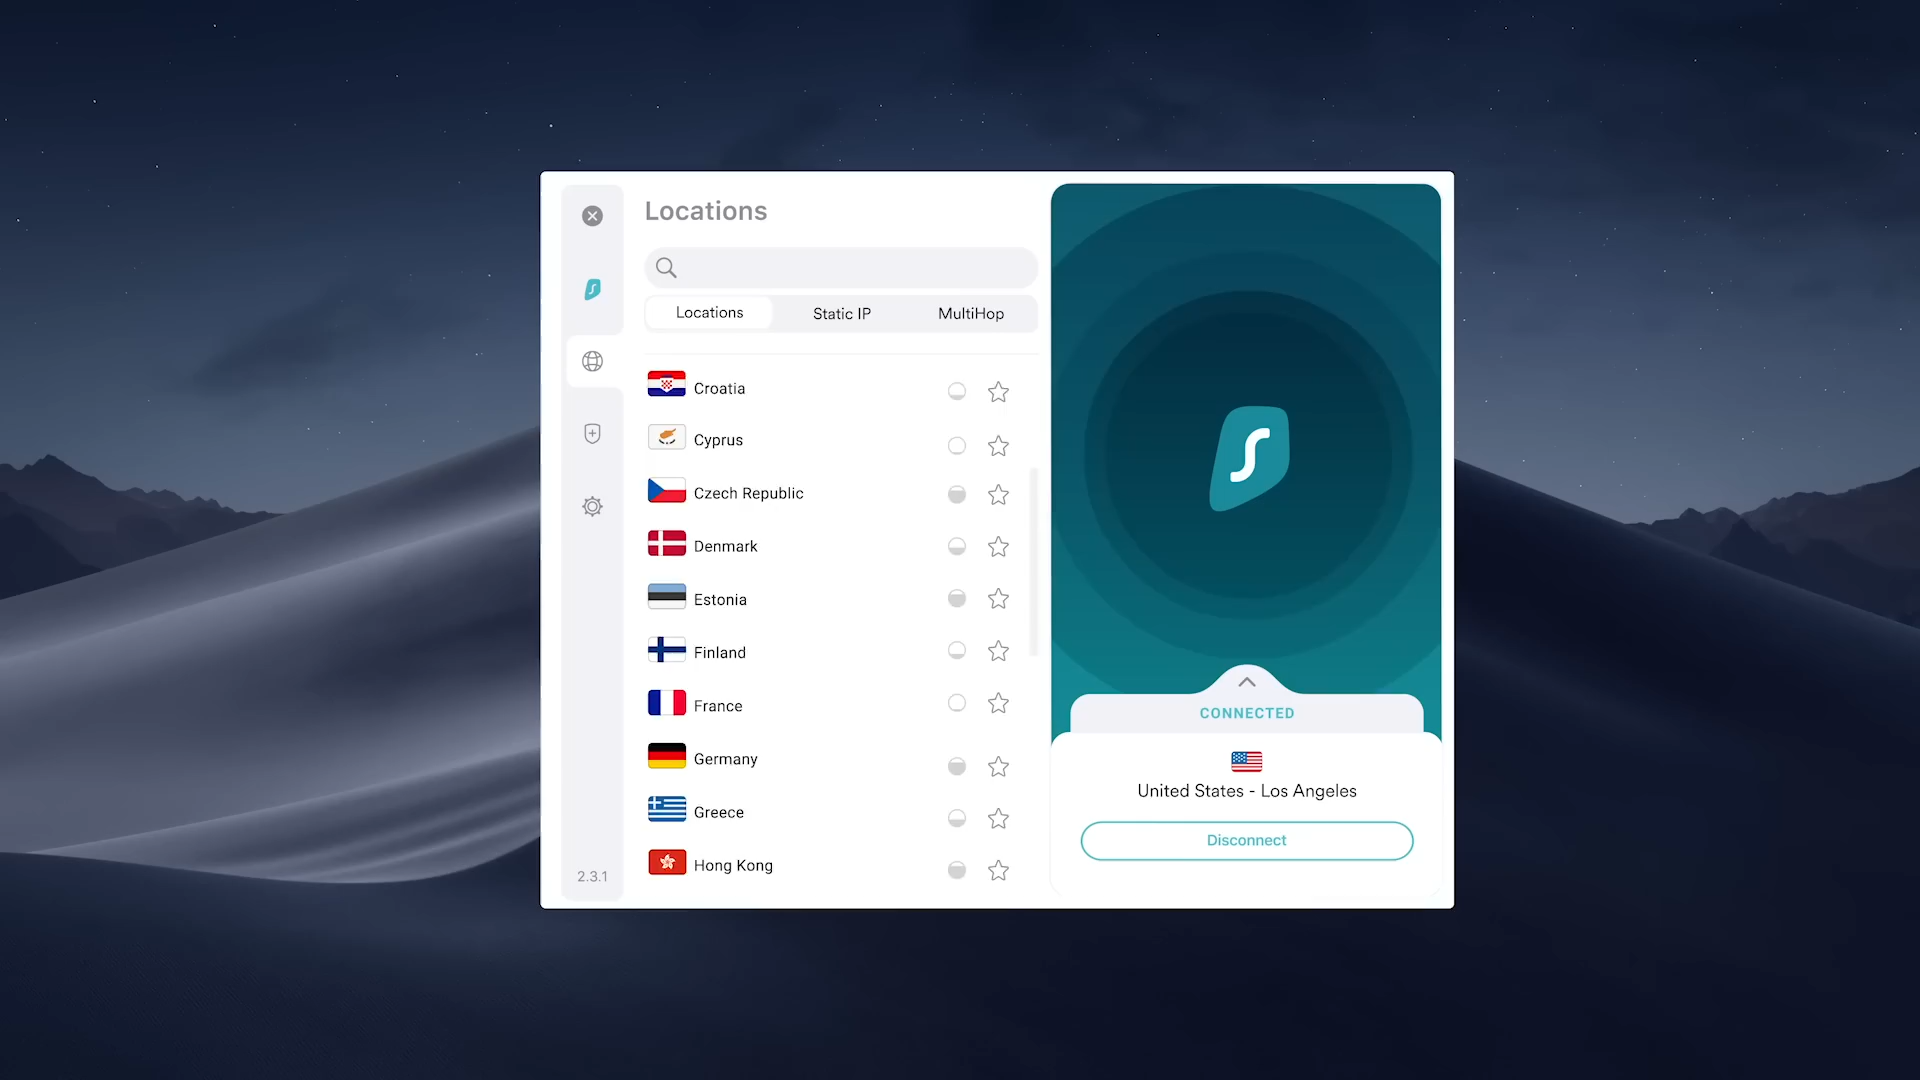 Locations
Locations
Static IP
MultiHop
Croatia
Cyprus
Czech Republic
Denmark
Estonia
Finland
France
Germany
Greece
Hong Kong
2.3.1
CONNECTED
United States - Los Angeles
Disconnect